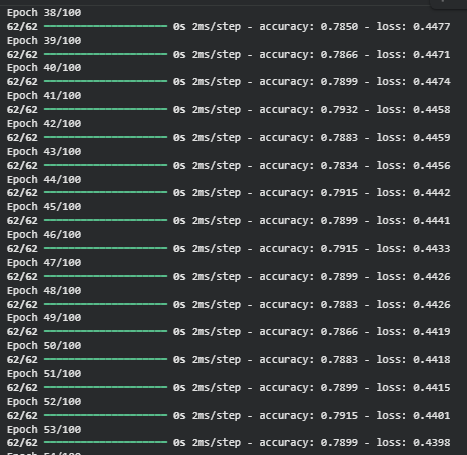 Epoch 38/100
62/62 ━━━━━━━━━━━━━━━━━━━━ 0s 2ms/step - accuracy: 0.7850 - loss: 0.4477
Epoch 39/100
62/62 ━━━━━━━━━━━━━━━━━━━━ 0s 2ms/step - accuracy: 0.7866 - loss: 0.4471
Epoch 40/100
62/62 ━━━━━━━━━━━━━━━━━━━━ 0s 2ms/step - accuracy: 0.7899 - loss: 0.4474
Epoch 41/100
62/62 ━━━━━━━━━━━━━━━━━━━━ 0s 2ms/step - accuracy: 0.7932 - loss: 0.4458
Epoch 42/100
62/62 ━━━━━━━━━━━━━━━━━━━━ 0s 2ms/step - accuracy: 0.7883 - loss: 0.4459
Epoch 43/100
62/62 ━━━━━━━━━━━━━━━━━━━━ 0s 2ms/step - accuracy: 0.7834 - loss: 0.4456
Epoch 44/100
62/62 ━━━━━━━━━━━━━━━━━━━━ 0s 2ms/step - accuracy: 0.7915 - loss: 0.4442
Epoch 45/100
62/62 ━━━━━━━━━━━━━━━━━━━━ 0s 2ms/step - accuracy: 0.7899 - loss: 0.4441
Epoch 46/100
62/62 ━━━━━━━━━━━━━━━━━━━━ 0s 2ms/step - accuracy: 0.7915 - loss: 0.4433
Epoch 47/100
62/62 ━━━━━━━━━━━━━━━━━━━━ 0s 2ms/step - accuracy: 0.7899 - loss: 0.4426
Epoch 48/100
62/62 ━━━━━━━━━━━━━━━━━━━━ 0s 2ms/step - accuracy: 0.7883 - loss: 0.4426
Epoch 49/100
62/62 ━━━━━━━━━━━━━━━━━━━━ 0s 2ms/step - accuracy: 0.7866 - loss: 0.4419
Epoch 50/100
62/62 ━━━━━━━━━━━━━━━━━━━━ 0s 2ms/step - accuracy: 0.7883 - loss: 0.4418
Epoch 51/100
62/62 ━━━━━━━━━━━━━━━━━━━━ 0s 2ms/step - accuracy: 0.7899 - loss: 0.4415
Epoch 52/100
62/62 ━━━━━━━━━━━━━━━━━━━━ 0s 2ms/step - accuracy: 0.7915 - loss: 0.4401
Epoch 53/100
62/62 ━━━━━━━━━━━━━━━━━━━━ 0s 2ms/step - accuracy: 0.7899 - loss: 0.4398